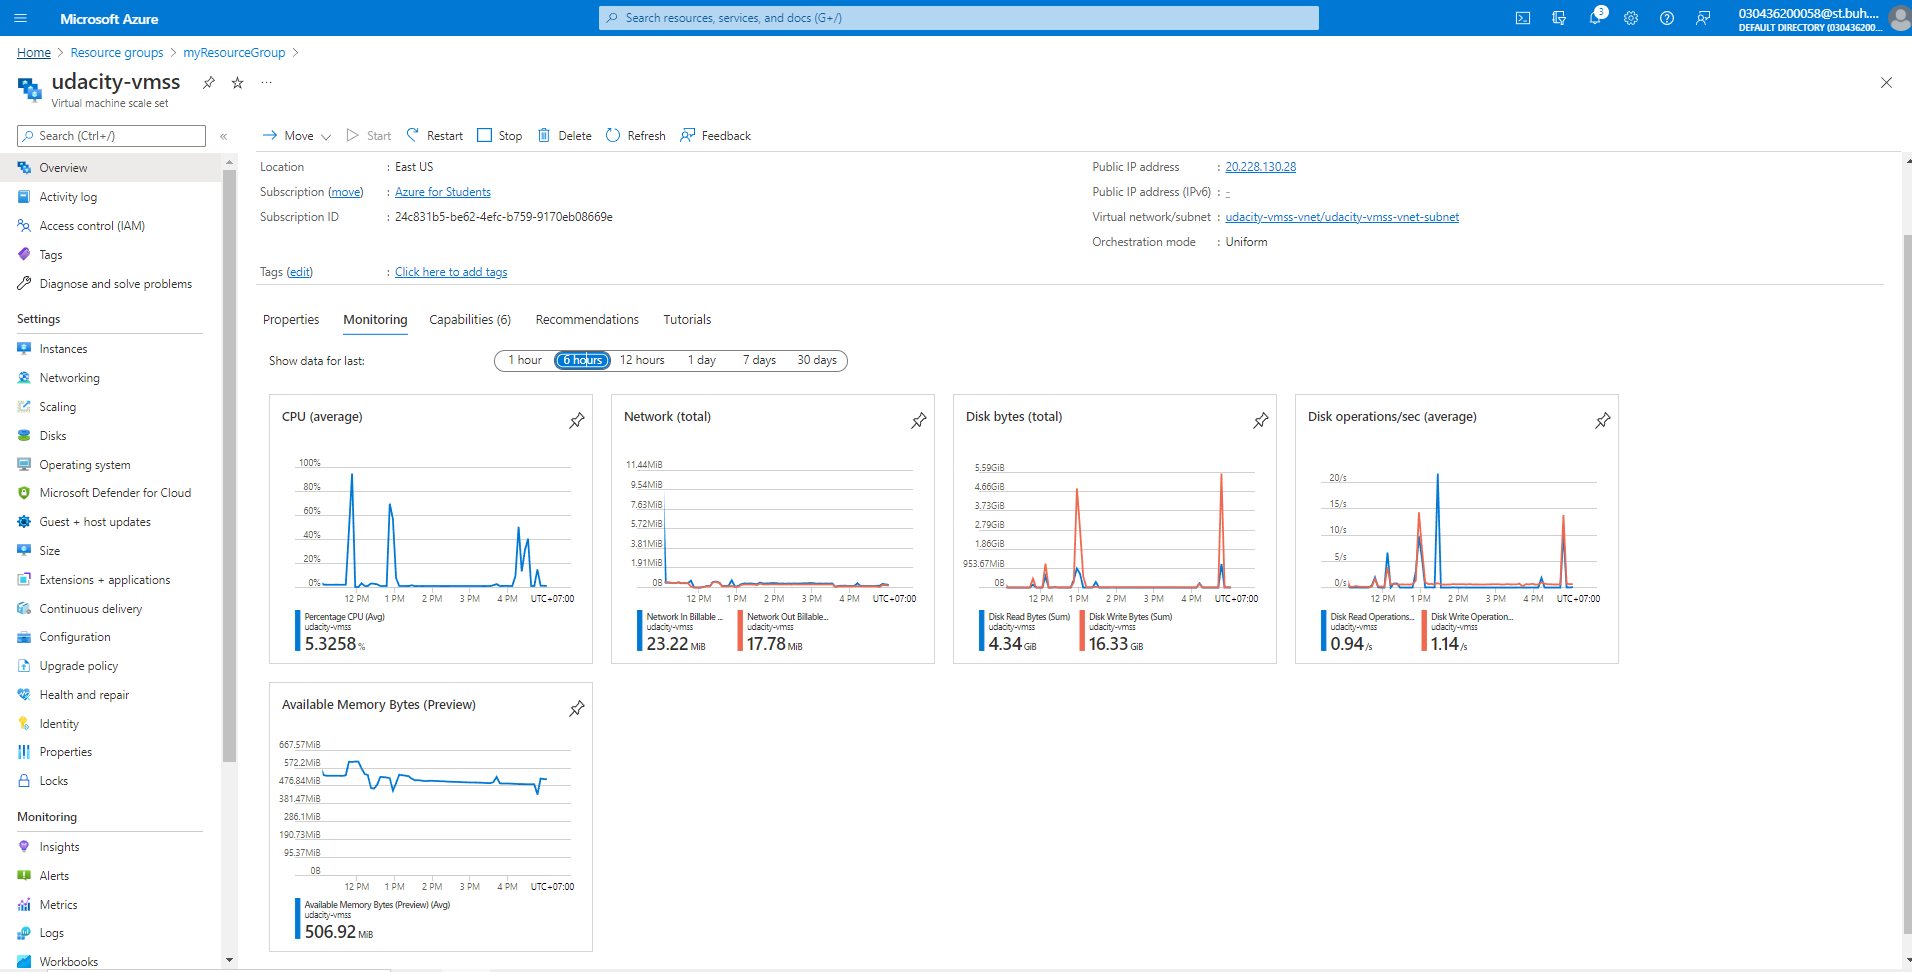 Microsoft Azure
Search resources, services, and docs (G+/)
3
030436200058@st.buh....
DEFAULT DIRECTORY (030436200...
Home > Resource groups > myResourceGroup >
udacity-vmss
Virtual machine scale set
Search (Ctrl+/)
Overview
Activity log
Access control (IAM)
Tags
Diagnose and solve problems
Settings
Instances
Networking
Scaling
Disks
Operating system
Microsoft Defender for Cloud
Guest + host updates
Size
Extensions + applications
Continuous delivery
Configuration
Upgrade policy
Health and repair
Identity
Properties
Locks
Monitoring
Insights
Alerts
Metrics
Logs
Workbooks
Move Start Restart Stop Delete Refresh Feedback
Location : East US
Subscription (move) : Azure for Students
Subscription ID : 24c831b5-be62-4efc-b759-9170eb08669e
Tags (edit) : Click here to add tags
Public IP address : 20.228.130.28
Public IP address (IPv6) : -
Virtual network/subnet : udacity-vmss-vnet/udacity-vmss-vnet-subnet
Orchestration mode : Uniform
Properties Monitoring Capabilities (6) Recommendations Tutorials
Show data for last: 1 hour 6 hours 12 hours 1 day 7 days 30 days
CPU (average)
100%
80%
60%
40%
20%
0%
12 PM 1 PM 2 PM 3 PM 4 PM UTC+07:00
Percentage CPU (Avg)
udacity-vmss
5.3258 %
Network (total)
11.44MiB
9.54MiB
7.63MiB
5.72MiB
3.81MiB
1.91MiB
0B
12 PM 1 PM 2 PM 3 PM 4 PM UTC+07:00
Network In Billable ...
udacity-vmss
23.22 MiB
Network Out Billable...
udacity-vmss
17.78 MiB
Disk bytes (total)
5.59GiB
4.66GiB
3.73GiB
2.79GiB
1.86GiB
953.67MiB
0B
12 PM 1 PM 2 PM 3 PM 4 PM UTC+07:00
Disk Read Bytes (Sum)
udacity-vmss
4.34 GiB
Disk Write Bytes (Sum)
udacity-vmss
16.33 GiB
Disk operations/sec (average)
20/s
15/s
10/s
5/s
0/s
12 PM 1 PM 2 PM 3 PM 4 PM UTC+07:00
Disk Read Operations...
udacity-vmss
0.94 /s
Disk Write Operation...
udacity-vmss
1.14 /s
Available Memory Bytes (Preview)
667.57MiB
572.2MiB
476.84MiB
381.47MiB
286.1MiB
190.73MiB
95.37MiB
0B
12 PM 1 PM 2 PM 3 PM 4 PM UTC+07:00
Available Memory Bytes (Preview) (Avg)
udacity-vmss
506.92 MiB